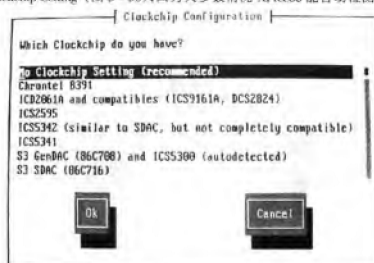 Clockchip Configuration
Which Clockchip do you have?
No Clockchip Setting (recommended)
Chrontel 8391
ICD2061A and compatibles (ICS9161A, DCS2824)
ICS2595
ICS5342 (similar to SDAC, but not completely compatible)
ICS5341
S3 GenDAC (86C708) and ICS5300 (autodetected)
S3 SDAC (86C716)
Ok
Cancel